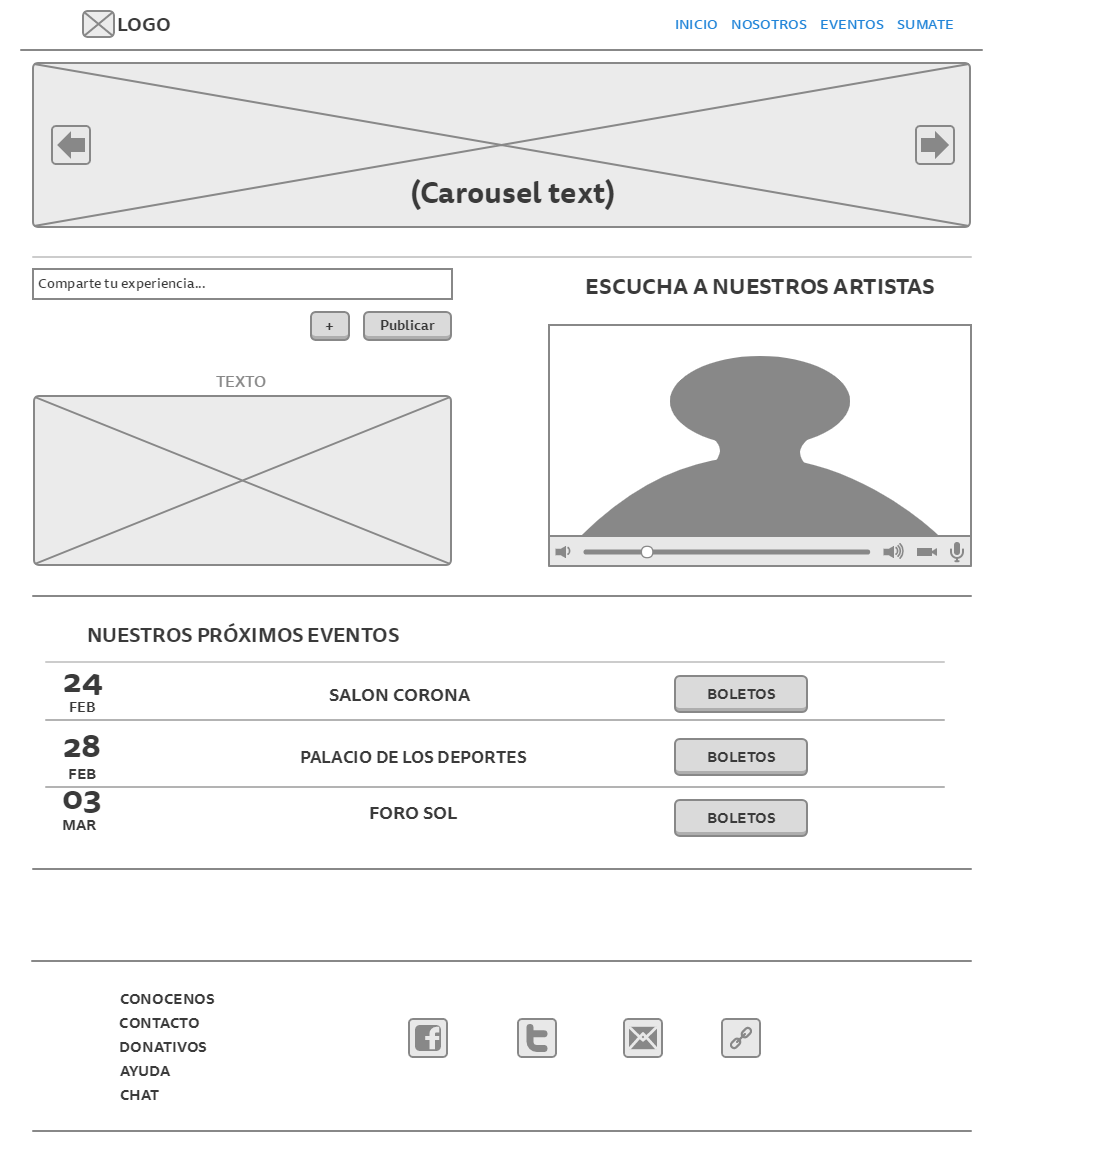 LOGO
INICIO NOSOTROS EVENTOS SUMATE
(Carousel text)
Comparte tu experiencia...
+ Publicar
TEXTO
ESCUCHA A NUESTROS ARTISTAS
NUESTROS PRÓXIMOS EVENTOS
24
FEB
SALON CORONA
BOLETOS
28
FEB
PALACIO DE LOS DEPORTES
BOLETOS
03
MAR
FORO SOL
BOLETOS
CONOCENOS
CONTACTO
DONATIVOS
AYUDA
CHAT